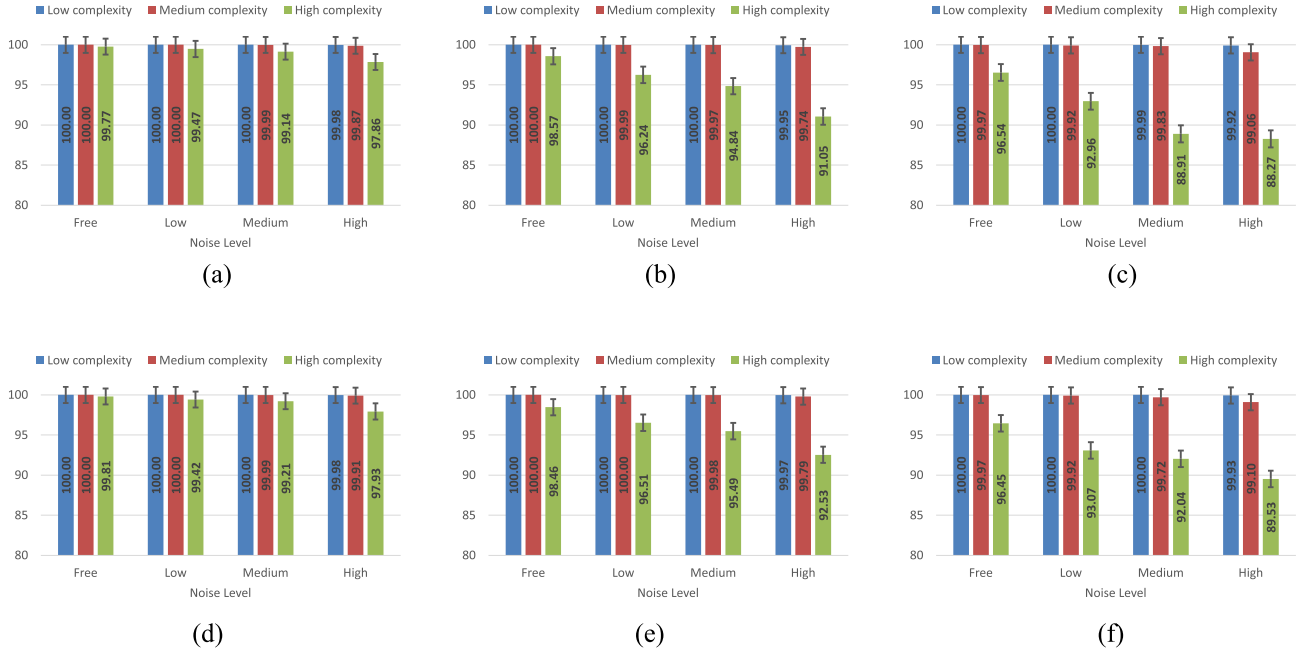 Low complexity Medium complexity High complexity
100
95
90
85
80
100.00 100.00 99.77 100.00 100.00 99.47 100.00 99.99 99.14 99.98 99.87 97.86
Free Low Medium High
Noise Level
(a)
Low complexity Medium complexity High complexity
100
95
90
85
80
100.00 100.00 98.57 100.00 99.99 96.24 100.00 99.97 94.84 99.95 99.74 91.05
Free Low Medium High
Noise Level
(b)
Low complexity Medium complexity High complexity
100
95
90
85
80
100.00 99.97 96.54 100.00 99.92 92.96 99.99 99.83 88.91 99.92 99.06 88.27
Free Low Medium High
Noise Level
(c)
Low complexity Medium complexity High complexity
100
95
90
85
80
100.00 100.00 99.81 100.00 100.00 99.42 100.00 99.99 99.21 99.98 99.91 97.93
Free Low Medium High
Noise Level
(d)
Low complexity Medium complexity High complexity
100
95
90
85
80
100.00 100.00 98.46 100.00 100.00 96.51 100.00 99.98 95.49 99.97 99.79 92.53
Free Low Medium High
Noise Level
(e)
Low complexity Medium complexity High complexity
100
95
90
85
80
100.00 99.97 96.45 100.00 99.92 93.07 100.00 99.72 92.04 99.93 99.10 89.53
Free Low Medium High
Noise Level
(f)